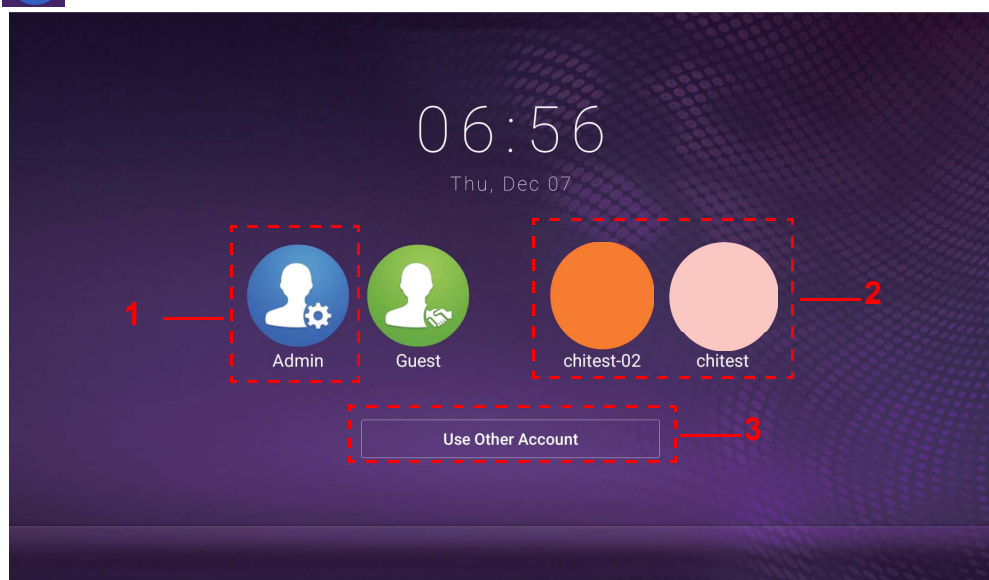 06:56
Thu, Dec 07
1
2
Admin
Guest
chitest-02
chitest
Use Other Account
3